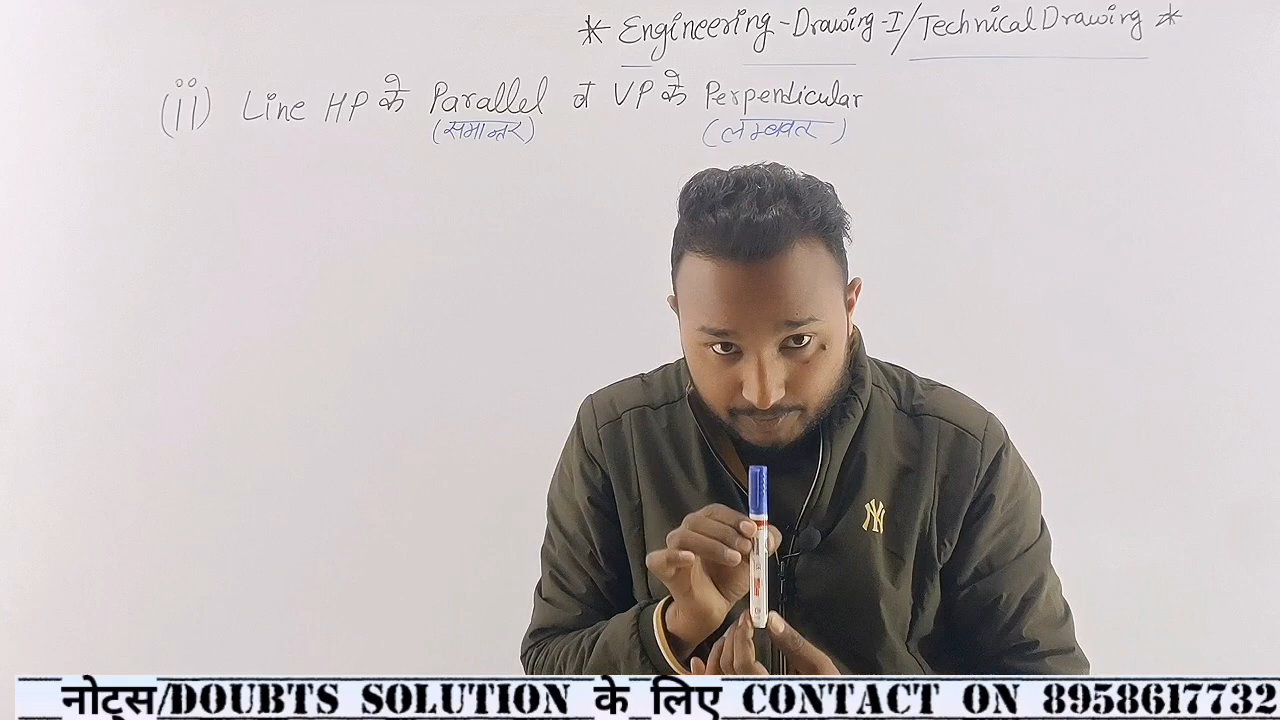 * Engineering-Drawing-I/Technical Drawing *
(ii) Line HP के Parallel व VP के Perpendicular
(समान्तर) (लम्बवत)
NY
नोट्स/DOUBTS SOLUTION के लिए CONTACT ON 8958617732